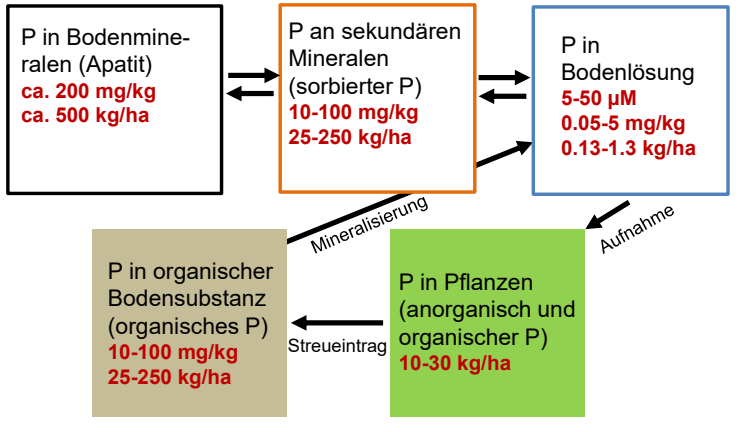 P in Bodenmine-
ralen (Apatit)
ca. 200 mg/kg
ca. 500 kg/ha
P an sekundären
Mineralen
(sorbierter P)
10-100 mg/kg
25-250 kg/ha
P in
Bodenlösung
5-50 µM
0.05-5 mg/kg
0.13-1.3 kg/ha
Mineralisierung
Aufnahme
P in organischer
Bodensubstanz
(organisches P)
10-100 mg/kg
25-250 kg/ha
Streueintrag
P in Pflanzen
(anorganisch und
organischer P)
10-30 kg/ha